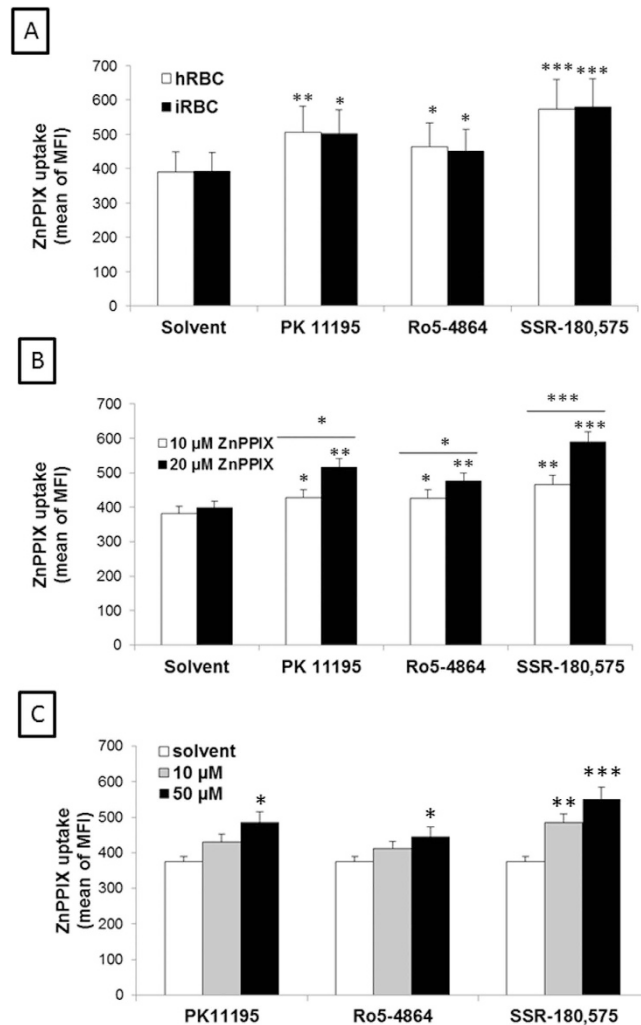 A
ZnPPIX uptake
(mean of MFI)
700
600
500
400
300
200
100
0
hRBC
iRBC
** *
* *
*** ***
Solvent PK 11195 Ro5-4864 SSR-180,575
B
ZnPPIX uptake
(mean of MFI)
700
600
500
400
300
200
100
0
10 µM ZnPPIX
20 µM ZnPPIX
*
* **
*
* **
***
** ***
Solvent PK 11195 Ro5-4864 SSR-180,575
C
ZnPPIX uptake
(mean of MFI)
700
600
500
400
300
200
100
0
solvent
10 µM
50 µM
*
*
** ***
PK11195 Ro5-4864 SSR-180,575